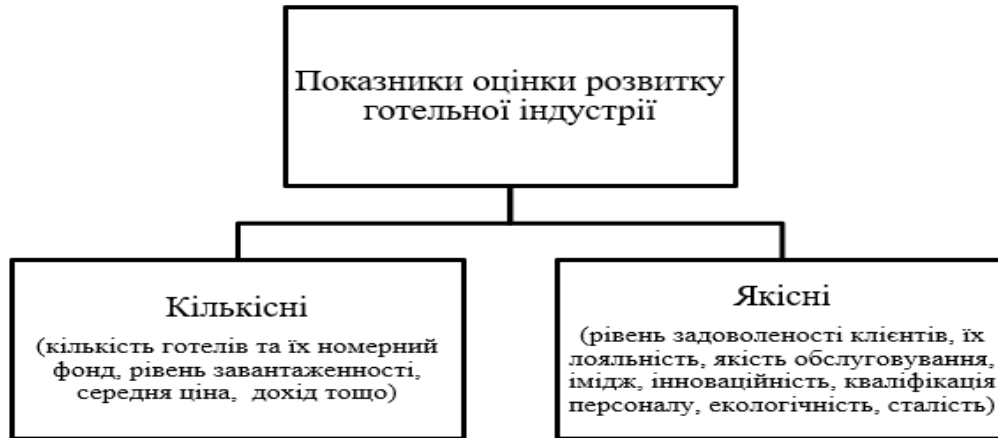 Показники оцінки розвитку
готельної індустрії
Кількісні
(кількість готелів та їх номерний
фонд, рівень завантаженності,
середня ціна, дохід тощо)
Якісні
(рівень задоволеності клієнтів, їх
лояльність, якість обслуговування,
імідж, інноваційність, кваліфікація
персоналу, екологічність, сталість)